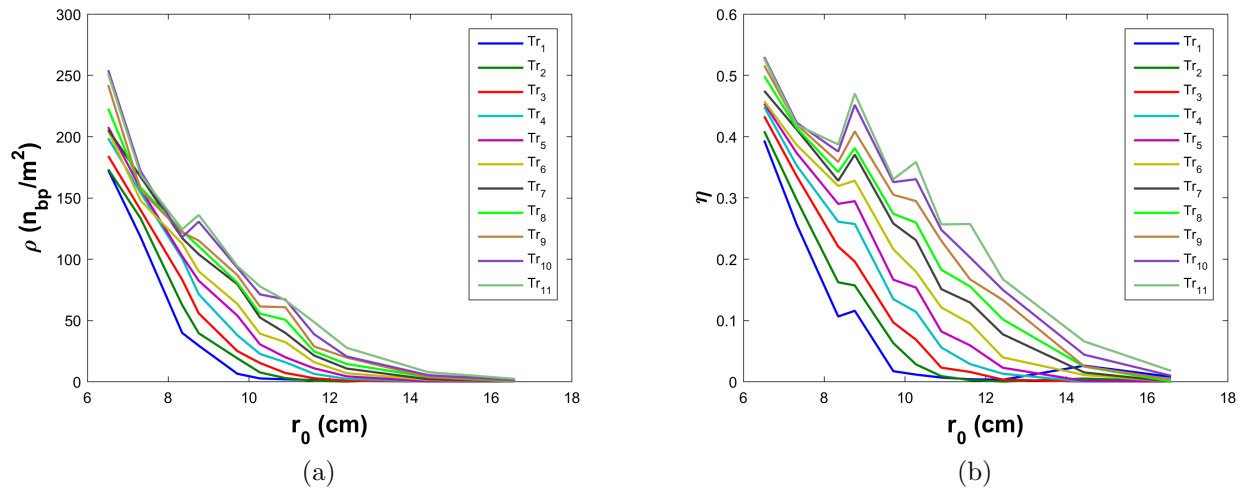 300
250
200
150
100
50
0
6 8 10 12 14 16 18
ρ (n_bp/m²)
r₀ (cm)
Tr₁
Tr₂
Tr₃
Tr₄
Tr₅
Tr₆
Tr₇
Tr₈
Tr₉
Tr₁₀
Tr₁₁
(a)
0.6
0.5
0.4
0.3
0.2
0.1
0
6 8 10 12 14 16 18
η
r₀ (cm)
Tr₁
Tr₂
Tr₃
Tr₄
Tr₅
Tr₆
Tr₇
Tr₈
Tr₉
Tr₁₀
Tr₁₁
(b)